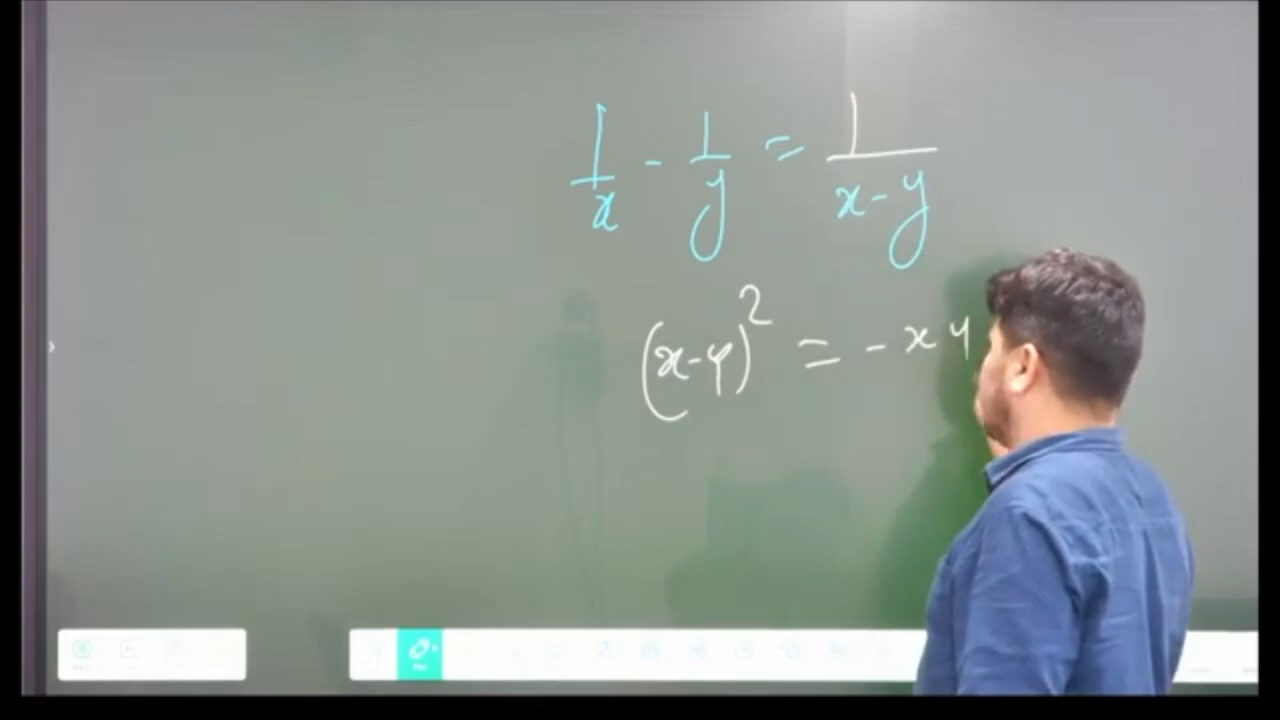 1/x - 1/y = 1/(x-y)
(x-y)² = -xy